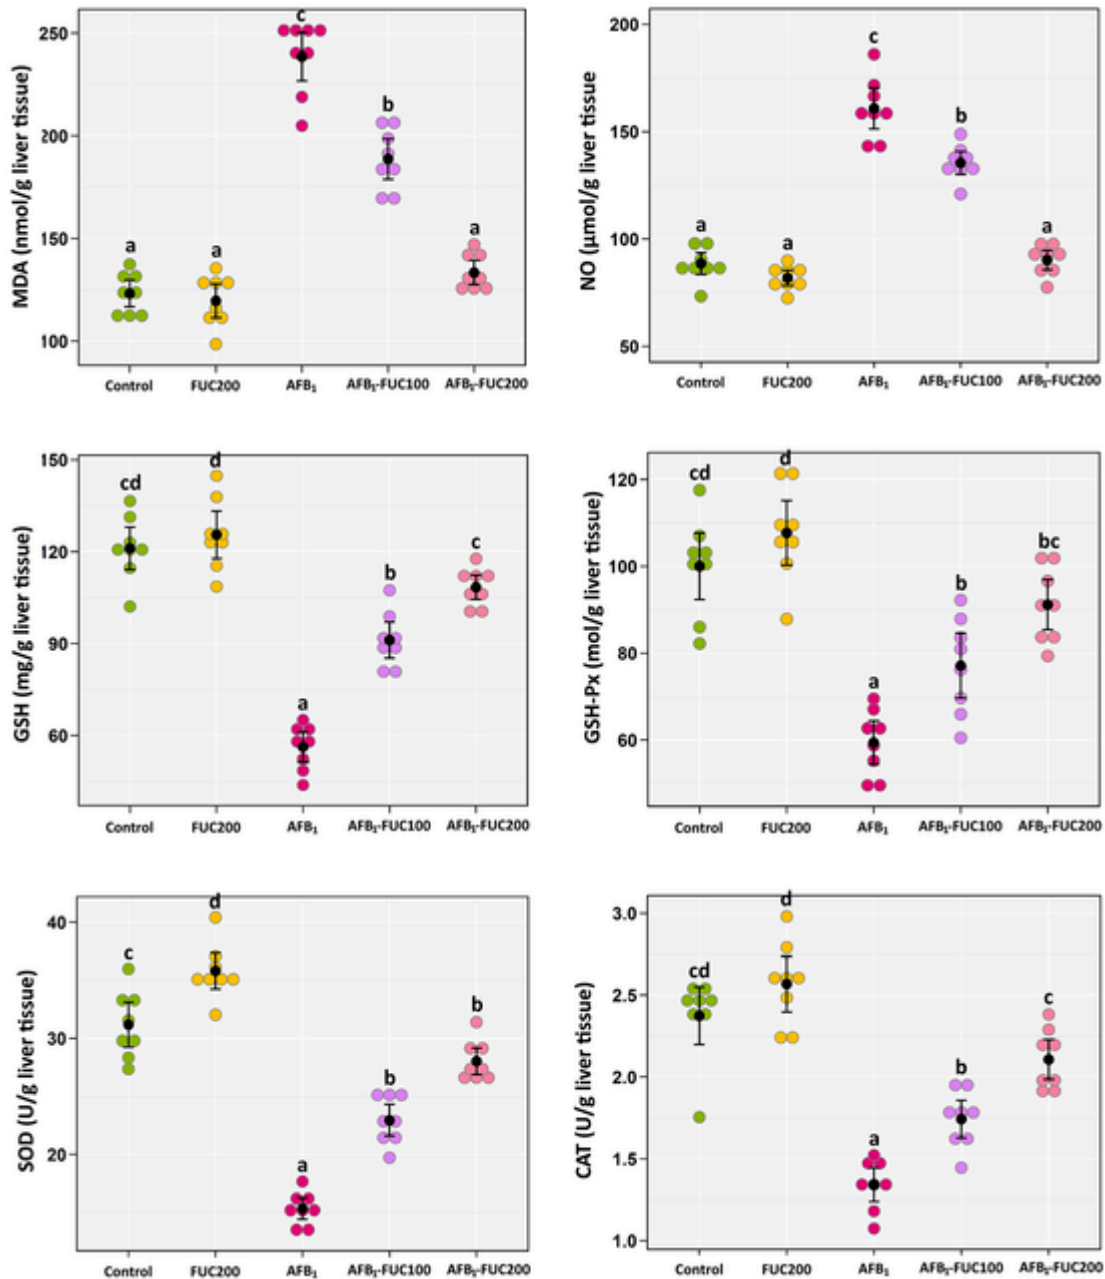 MDA (nmol/g liver tissue)
250
200
150
100
a
a
c
b
a
Control
FUC200
AFB₁
AFB₁-FUC100
AFB₁-FUC200
NO (µmol/g liver tissue
200
150
100
50
a
a
c
b
a
Control
FUC200
AFB₁
AFB₁-FUC100
AFB₁-FUC200
GSH (mg/g liver tissue)
150
120
90
60
cd
d
a
b
c
Control
FUC200
AFB₁
AFB₁-FUC100
AFB₁-FUC200
GSH-Px (mol/g liver tissue)
120
100
80
60
cd
d
a
b
bc
Control
FUC200
AFB₁
AFB₁-FUC100
AFB₁-FUC200
SOD (U/g liver tissue)
40
30
20
c
d
a
b
b
Control
FUC200
AFB₁
AFB₁-FUC100
AFB₁-FUC200
CAT (U/g liver tissue)
3.0
2.5
2.0
1.5
1.0
cd
d
a
b
c
Control
FUC200
AFB₁
AFB₁-FUC100
AFB₁-FUC200